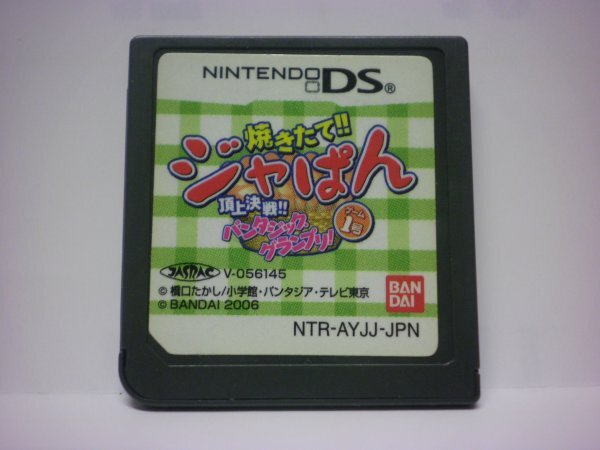 NINTENDO DS®
焼きたて!!
ジャぱん
頂上決戦!!
パンタジック
グランプリ!
ゲーム
1号
JASRAC V-056145
© 橋口たかし/小学館・パンタジア・テレビ東京
© BANDAI 2006
BAN
DAI
NTR-AYJJ-JPN